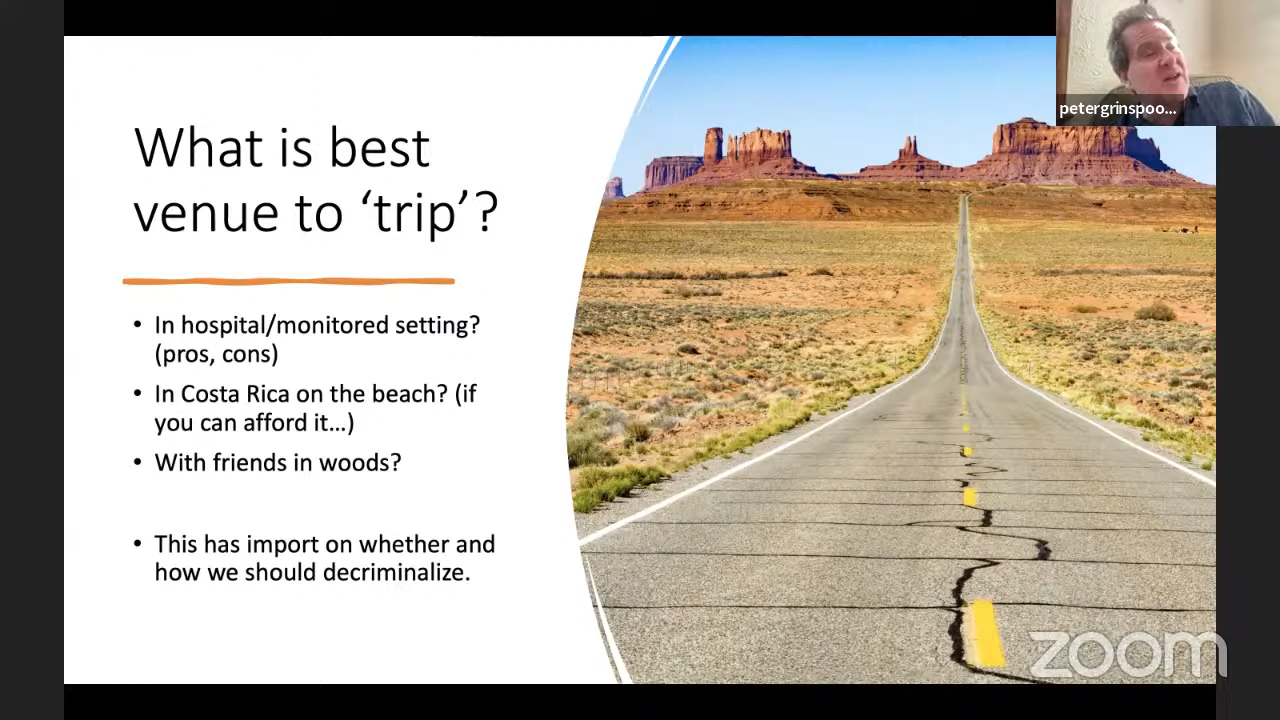 What is best
venue to ‘trip’?
• In hospital/monitored setting?
(pros, cons)
• In Costa Rica on the beach? (if
you can afford it…)
• With friends in woods?
• This has import on whether and
how we should decriminalize.
petergrinspoo...
zoom